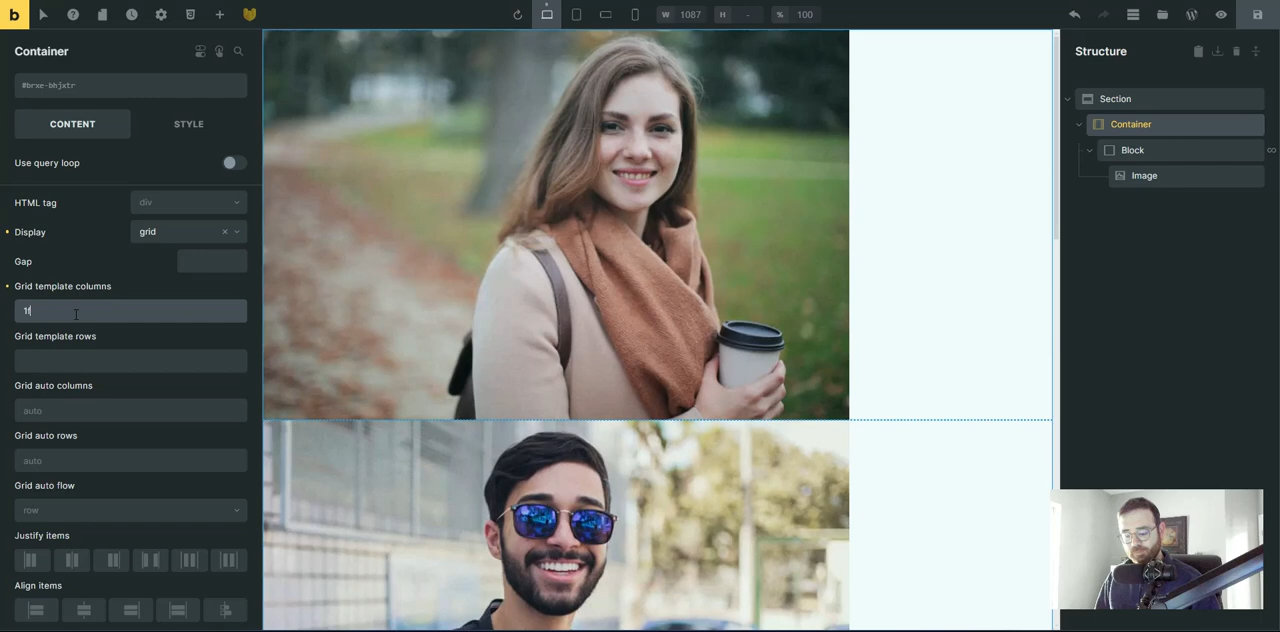 b
W 1087 H - % 100
Container
#brxe-bhjxtr
CONTENT STYLE
Use query loop
HTML tag div
Display grid
Gap
Grid template columns
1f
Grid template rows
Grid auto columns
auto
Grid auto rows
auto
Grid auto flow
row
Justify items
Align items
Structure
Section
Container
Block
Image